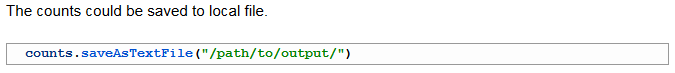 The counts could be saved to local file.
counts.saveAsTextFile("/path/to/output/")